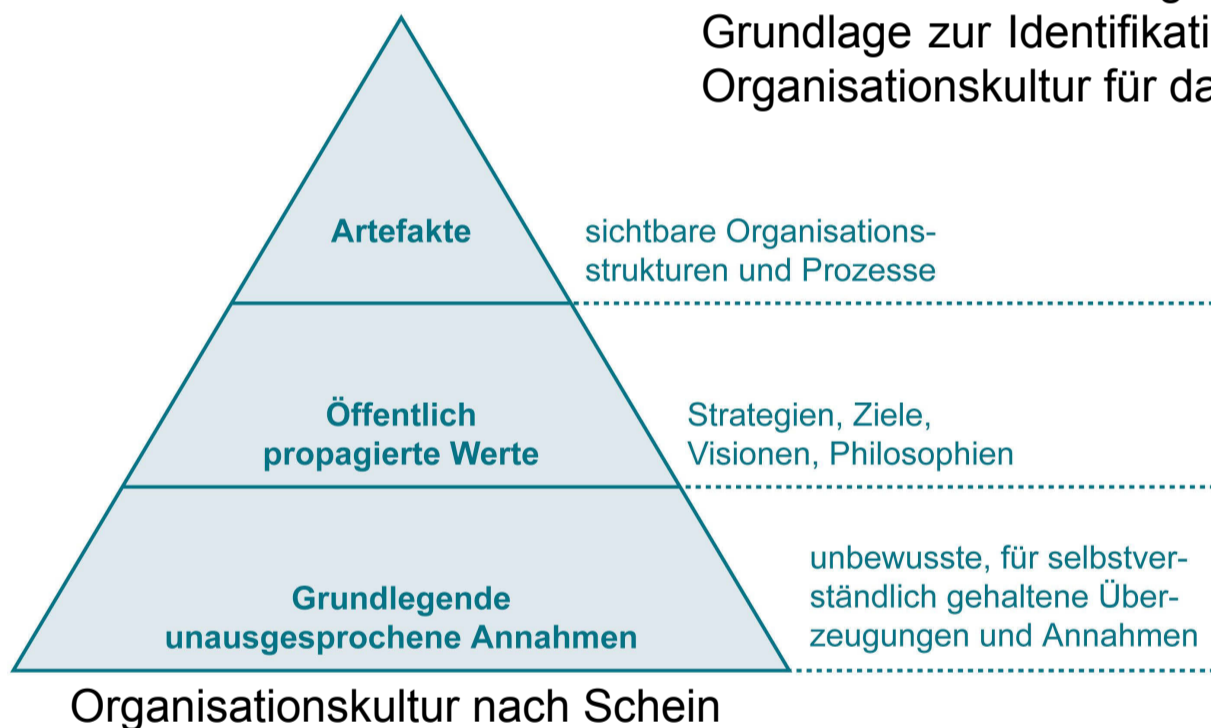 Grundlage zur Identifikati
Organisationskultur für da
Artefakte
sichtbare Organisations-
strukturen und Prozesse
Öffentlich
propagierte Werte
Strategien, Ziele,
Visionen, Philosophien
Grundlegende
unausgesprochene Annahmen
unbewusste, für selbstver-
ständlich gehaltene Über-
zeugungen und Annahmen
Organisationskultur nach Schein